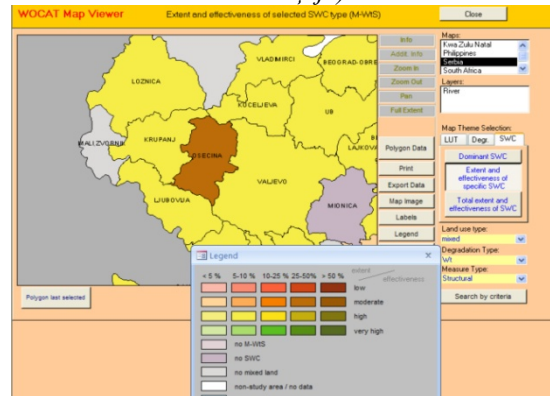 WOCAT Map Viewer
Extent and effectiveness of selected SWC type (M-WtS)
Close
Info
Addit. Info
Zoom In
Zoom Out
Pan
Full Extent
Polygon Data
Print
Export Data
Map Image
Labels
Legend
Maps:
Kwa Zulu Natal
Philippines
Serbia
South Africa
Layers:
River
Map Theme Selection:
LUT Degr. SWC
Dominant SWC
Extent and
effectiveness of
specific SWC
Total extent and
effectiveness of SWC
Land use type:
mixed
Degradation Type:
Wt
Measure Type:
Structural
Search by criteria
VLADIMIRCI
BEOGRAD-OBRE
LOZNICA
KOCELJEVA
UB
MALI ZVORNIK
KRUPANJ
OSECINA
LAJKOVA
VALJEVO
LJUBOVIJA
MIONICA
Polygon last selected
Legend
< 5 % 5-10 % 10-25 % 25-50% > 50 % extent
effectiveness
low
moderate
high
very high
no M-WtS
no SWC
no mixed land
non-study area / no data